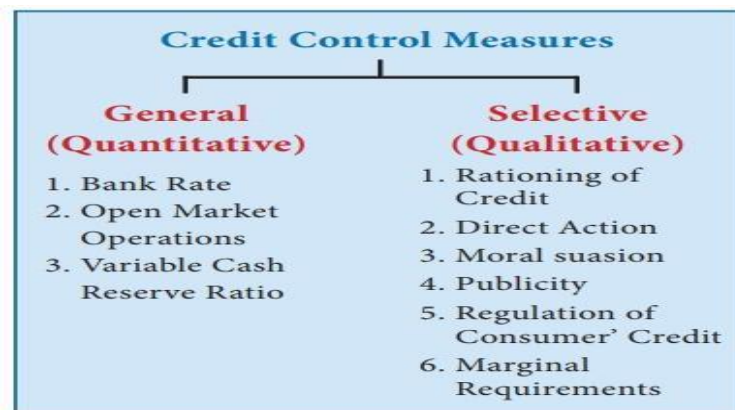 Credit Control Measures
General
(Quantitative)
1. Bank Rate
2. Open Market
Operations
3. Variable Cash
Reserve Ratio
Selective
(Qualitative)
1. Rationing of
Credit
2. Direct Action
3. Moral suasion
4. Publicity
5. Regulation of
Consumer’ Credit
6. Marginal
Requirements